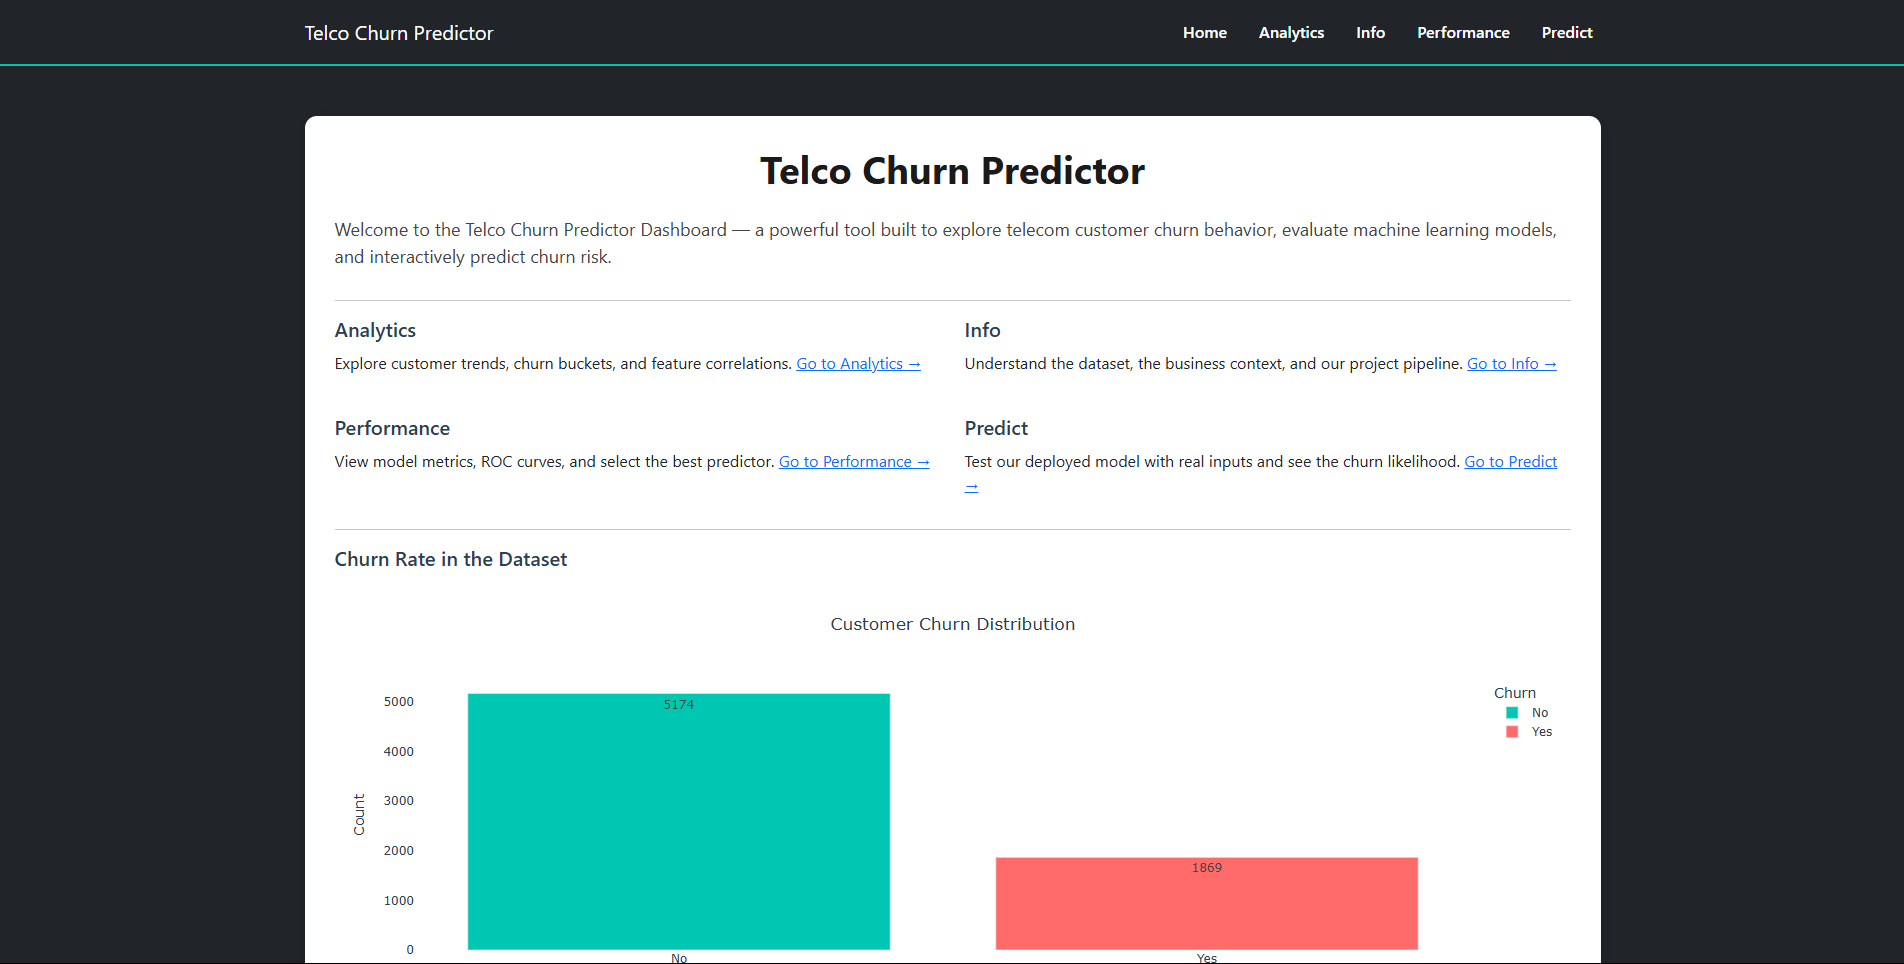 Telco Churn Predictor
Home Analytics Info Performance Predict
Telco Churn Predictor
Welcome to the Telco Churn Predictor Dashboard — a powerful tool built to explore telecom customer churn behavior, evaluate machine learning models,
and interactively predict churn risk.
Analytics
Explore customer trends, churn buckets, and feature correlations. Go to Analytics →
Info
Understand the dataset, the business context, and our project pipeline. Go to Info →
Performance
View model metrics, ROC curves, and select the best predictor. Go to Performance →
Predict
Test our deployed model with real inputs and see the churn likelihood. Go to Predict
→
Churn Rate in the Dataset
Customer Churn Distribution
Count
5000
4000
3000
2000
1000
0
5174
1869
No
Yes
Churn
No
Yes